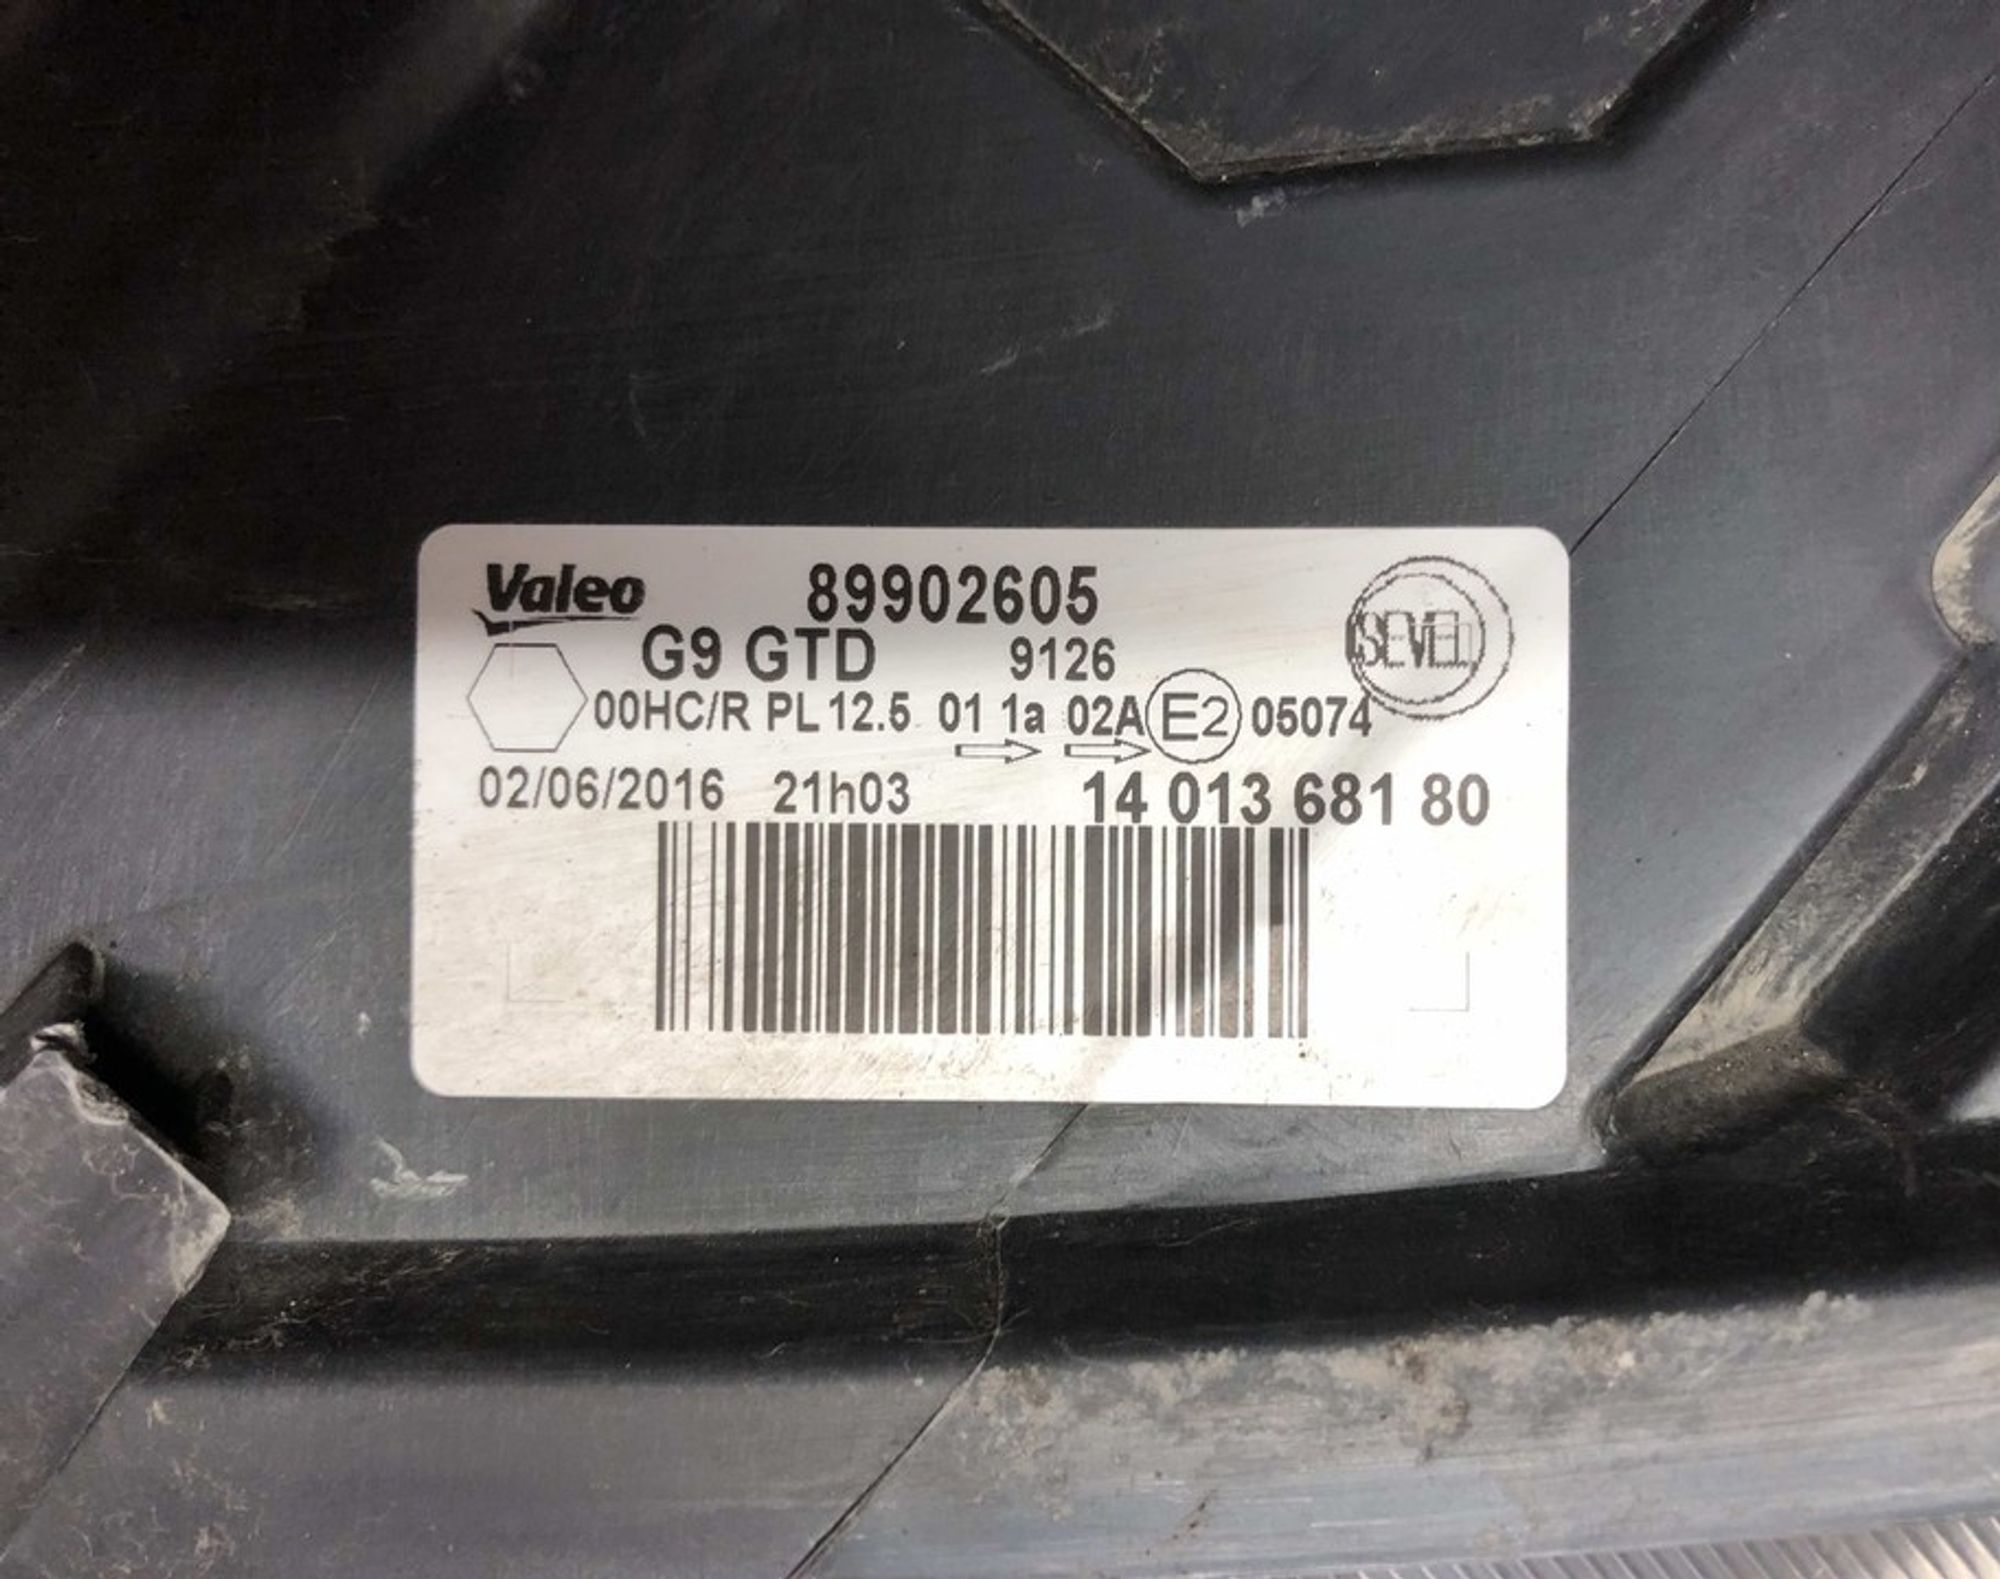 Valeo 89902605
G9 GTD 9126
00HC/R PL 12.5 01 1a 02A E2 05074
02/06/2016 21h03 14 013 681 80